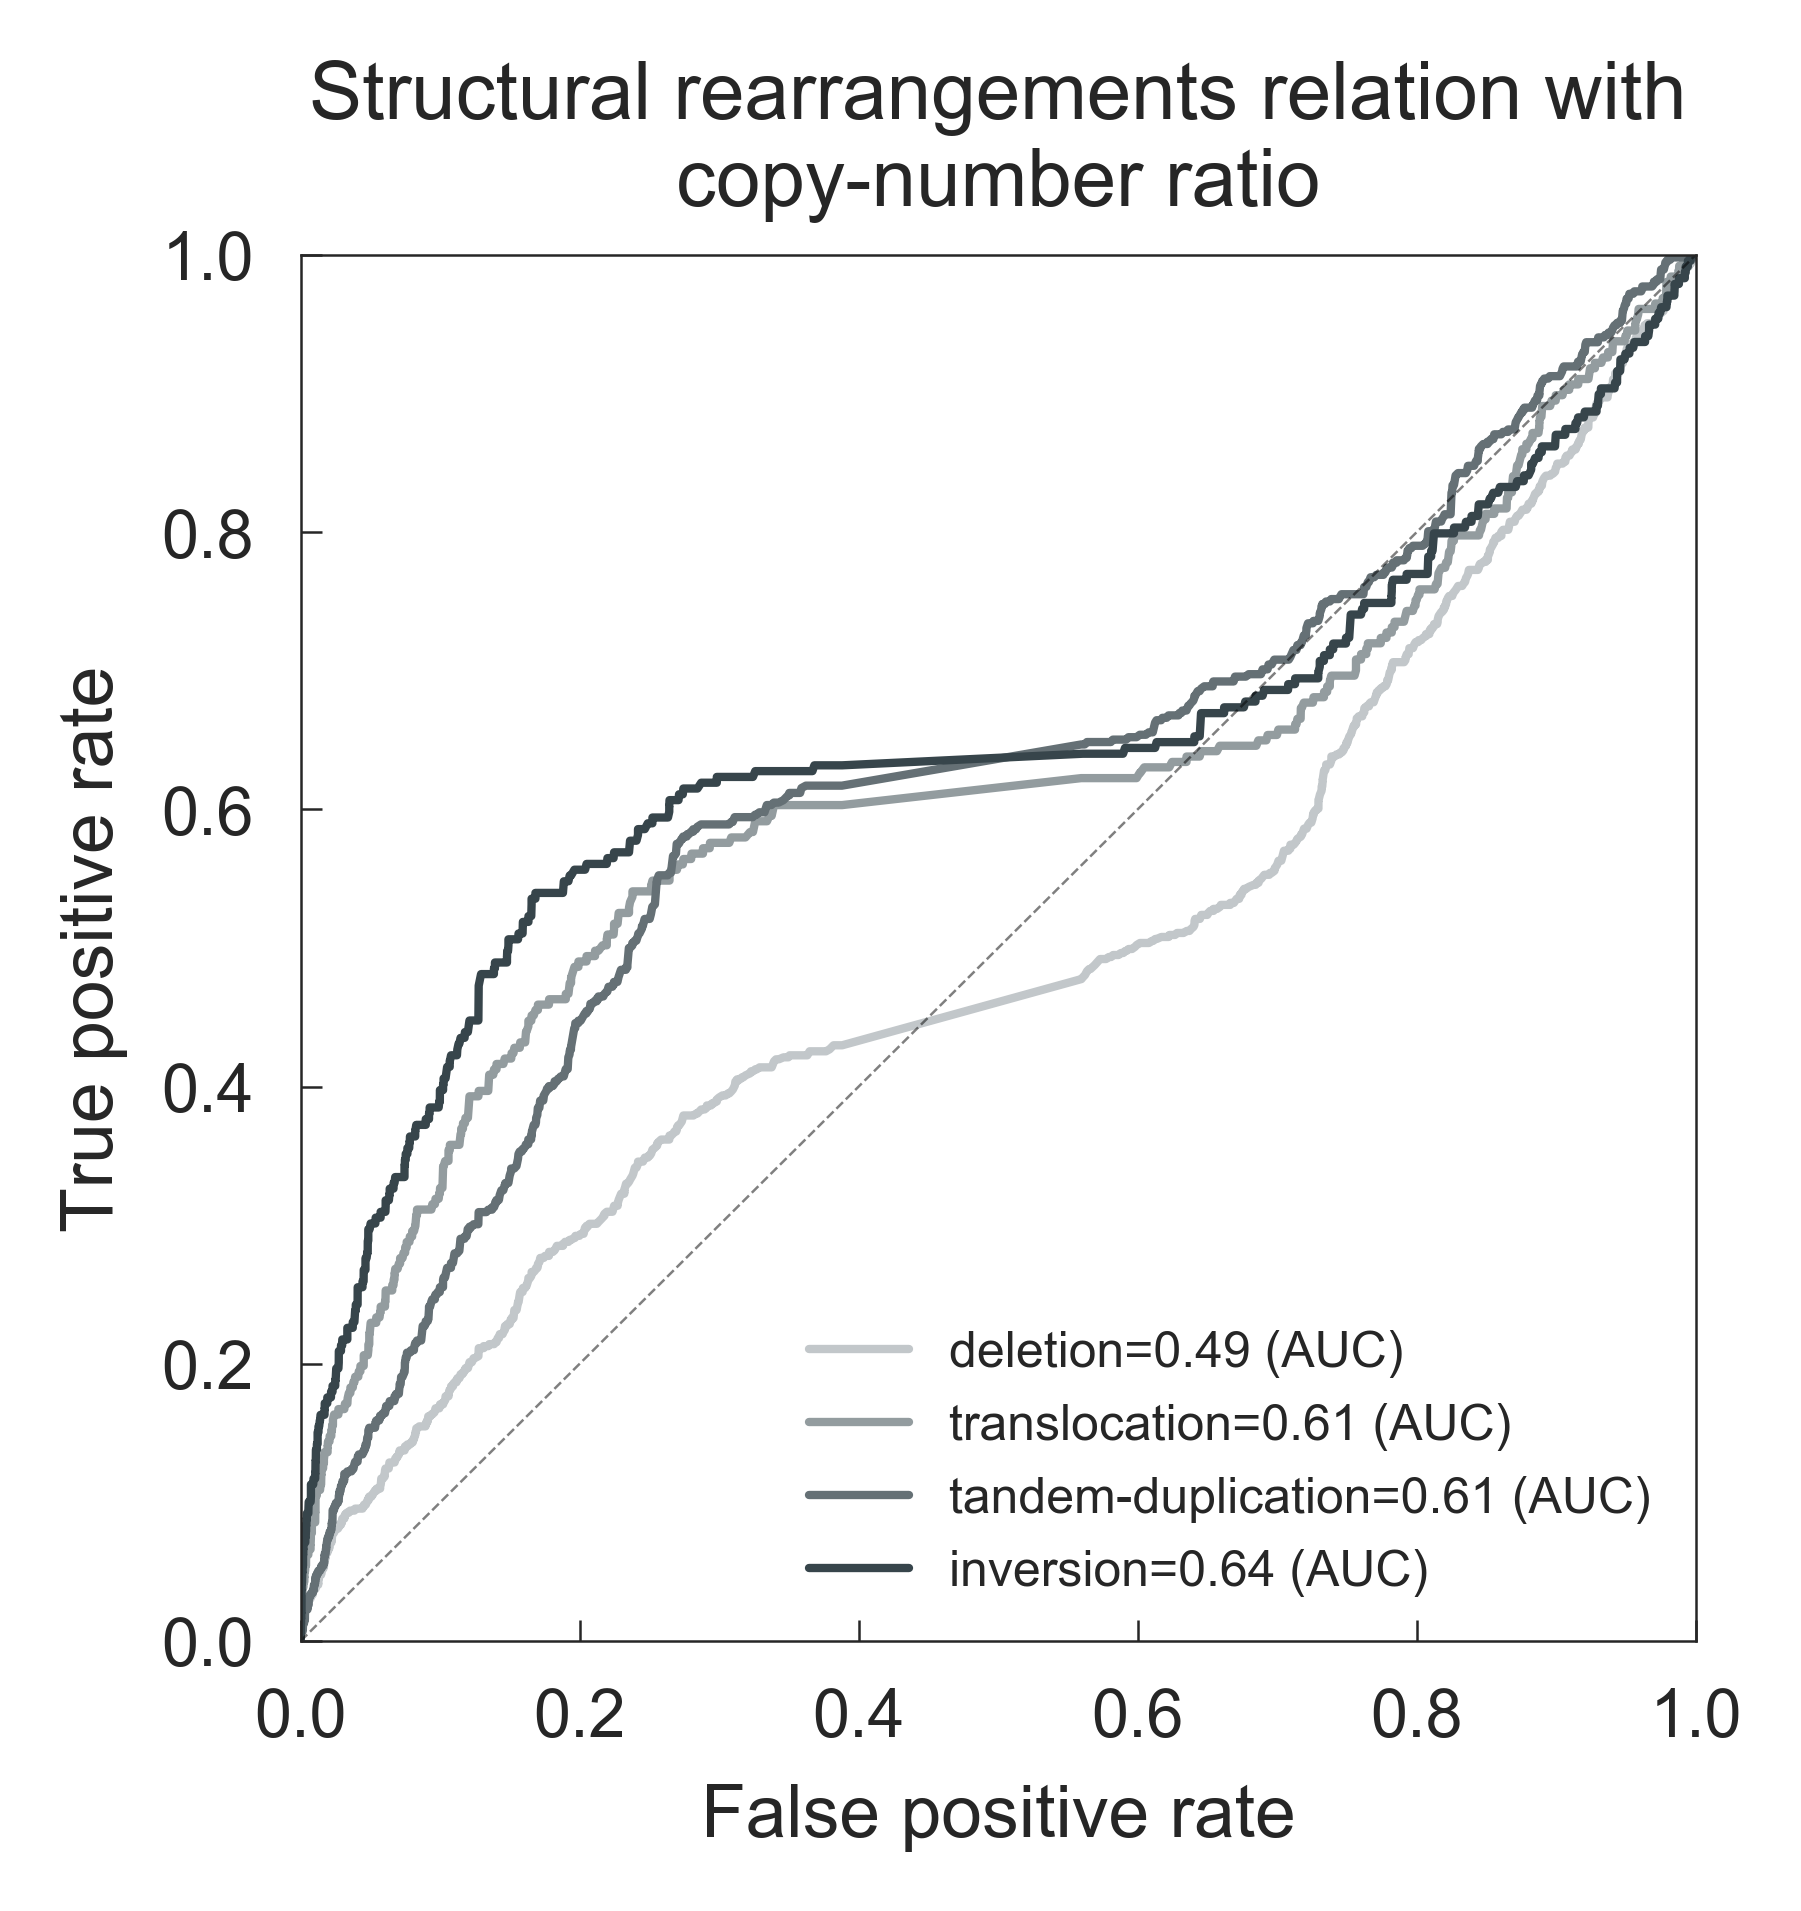 Structural rearrangements relation with
copy-number ratio
1.0
0.8
0.6
0.4
0.2
0.0
True positive rate
deletion=0.49 (AUC)
translocation=0.61 (AUC)
tandem-duplication=0.61 (AUC)
inversion=0.64 (AUC)
0.0 0.2 0.4 0.6 0.8 1.0
False positive rate